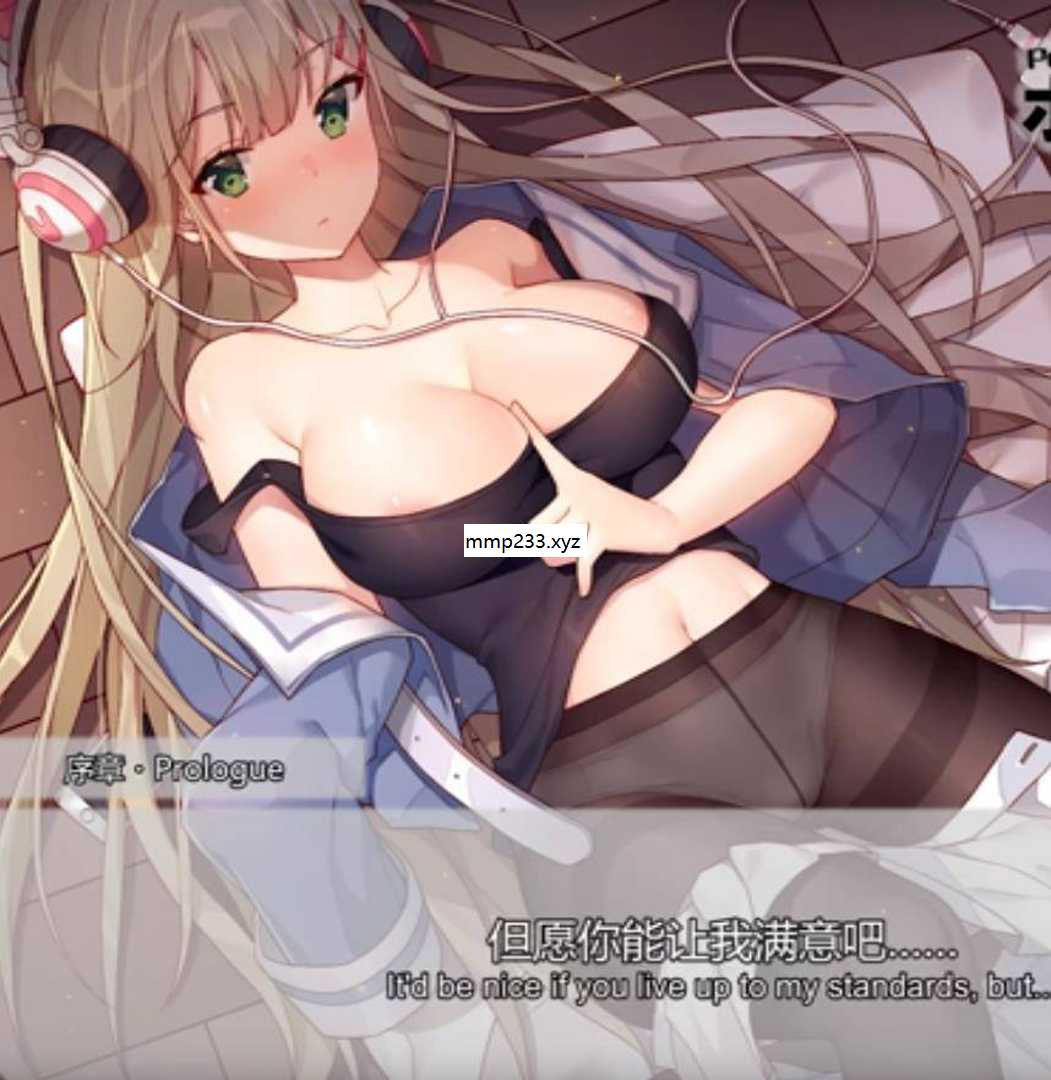 mmp233.xyz
序章·Prologue
但愿你能让我满意吧......
It'd be nice if you live up to my standards, but...